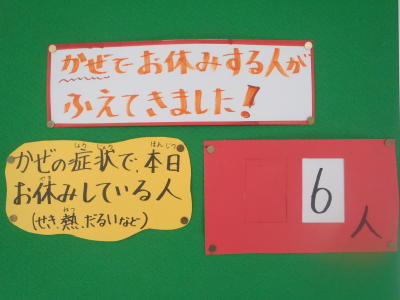 かぜでお休みする人が
ふえてきました!
かぜの症状で、本日
お休みしている人
(せき、熱、だるいなど)
6人